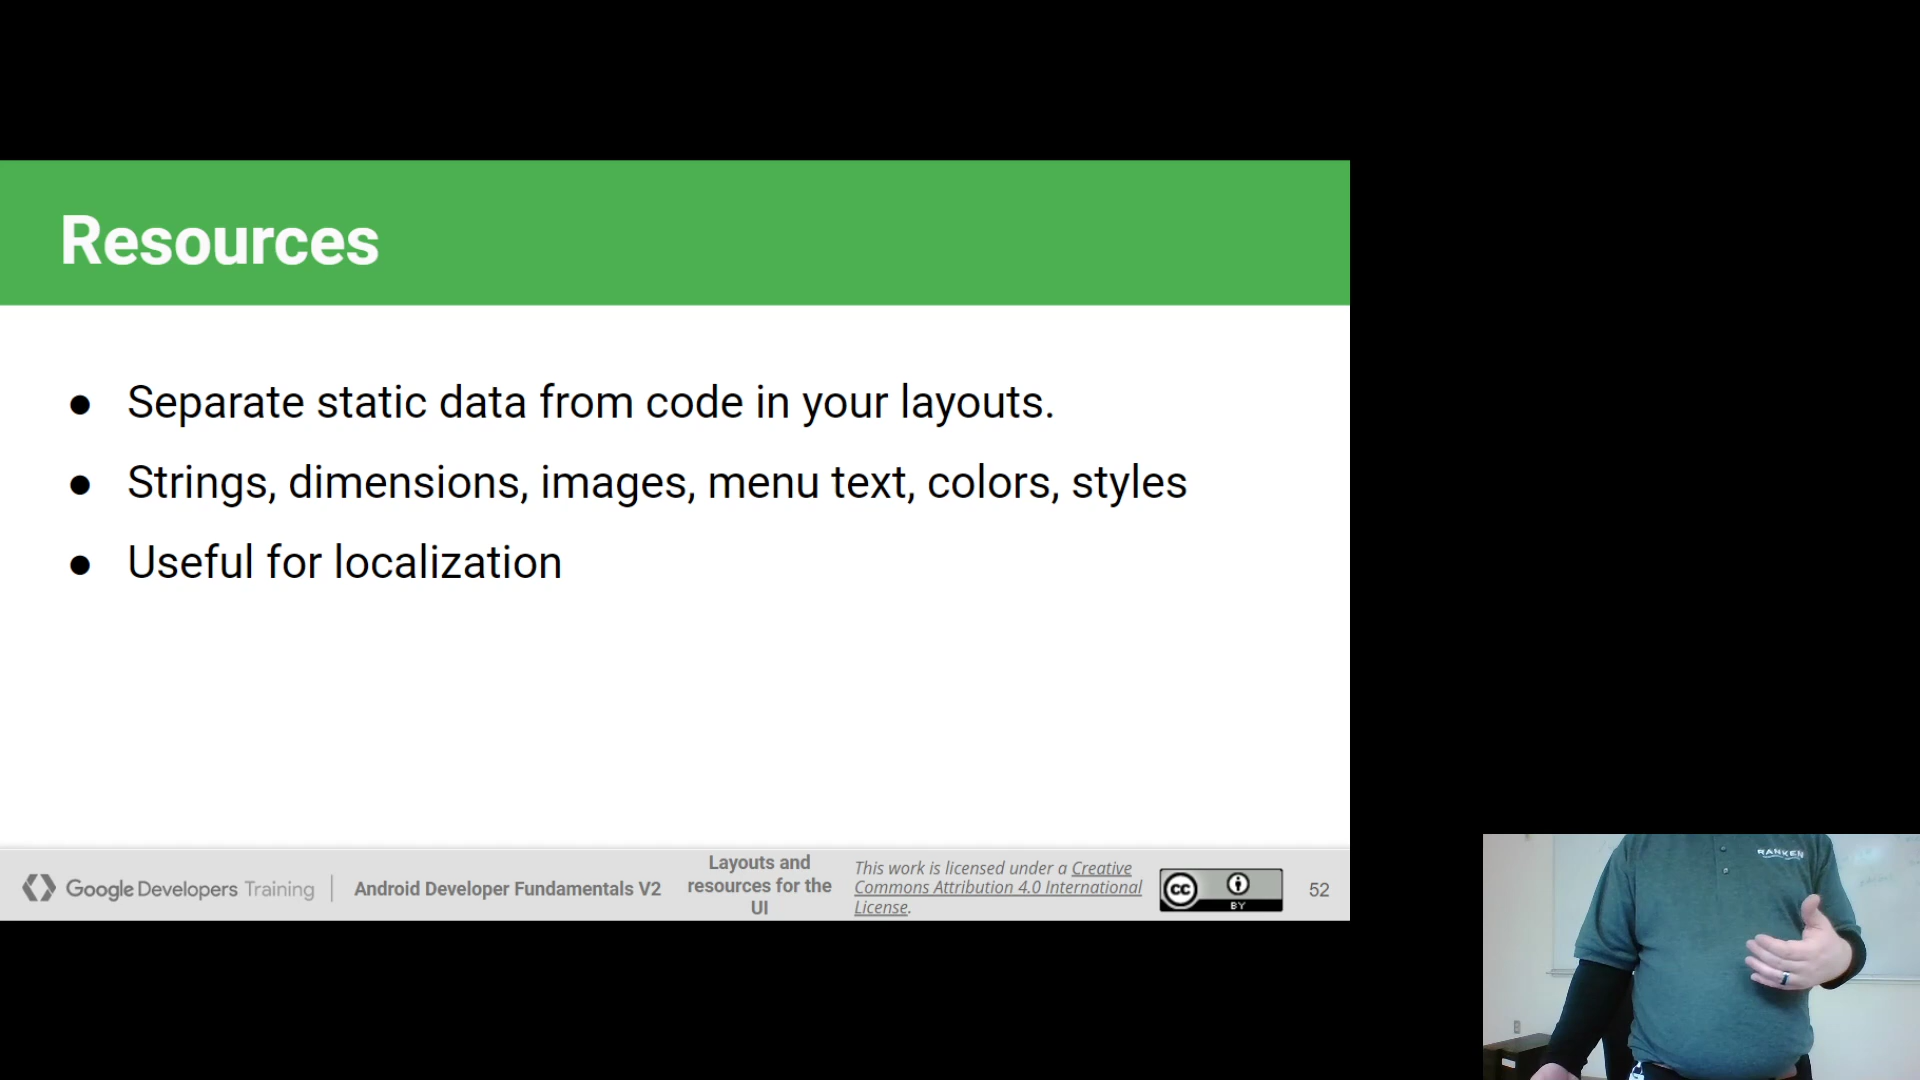 Resources
● Separate static data from code in your layouts.
● Strings, dimensions, images, menu text, colors, styles
● Useful for localization
Google Developers Training
Android Developer Fundamentals V2
Layouts and
resources for the
UI
This work is licensed under a Creative
Commons Attribution 4.0 International
License.
cc
BY
52
RANKEN